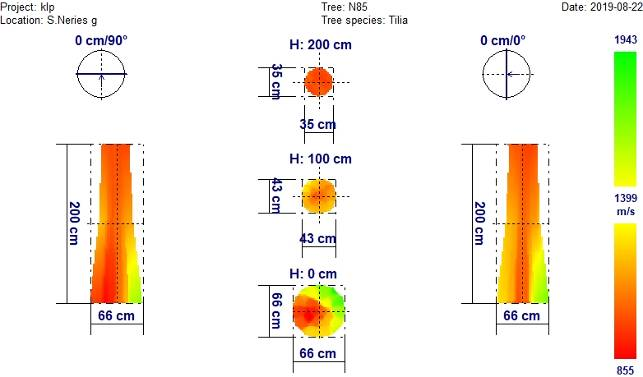 Project: klp
Tree: N85
Date: 2019-08-22
Location: S.Neries g
Tree species: Tilia
0 cm/90°
H: 200 cm
0 cm/0°
1943
35 cm
35 cm
H: 100 cm
43 cm
43 cm
1399
m/s
200 cm
200 cm
H: 0 cm
66 cm
66 cm
66 cm
66 cm
855